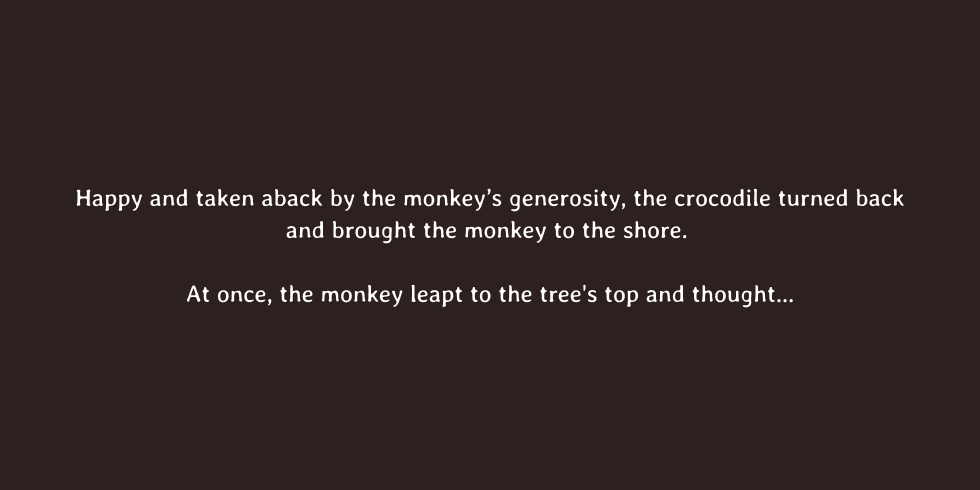 Happy and taken aback by the monkey’s generosity, the crocodile turned back
and brought the monkey to the shore.
At once, the monkey leapt to the tree's top and thought...